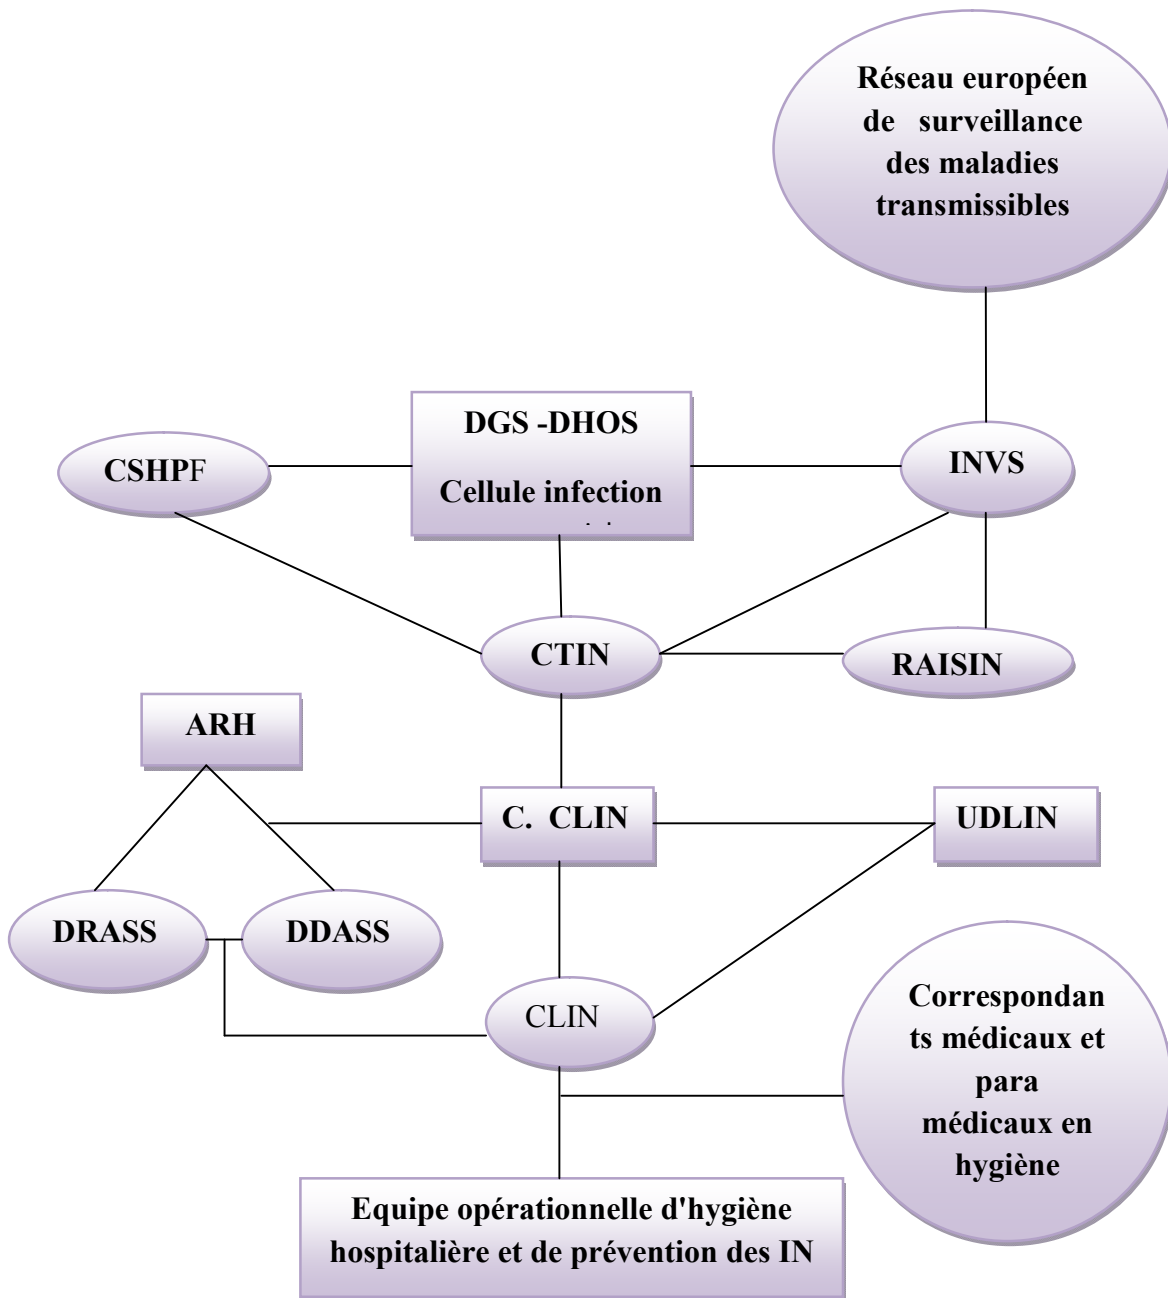 Réseau européen
de surveillance
des maladies
transmissibles
DGS -DHOS
Cellule infection
CSHPF
INVS
CTIN
RAISIN
ARH
C. CLIN
UDLIN
DRASS
DDASS
CLIN
Correspondan
ts médicaux et
para
médicaux en
hygiène
Equipe opérationnelle d'hygiène
hospitalière et de prévention des IN